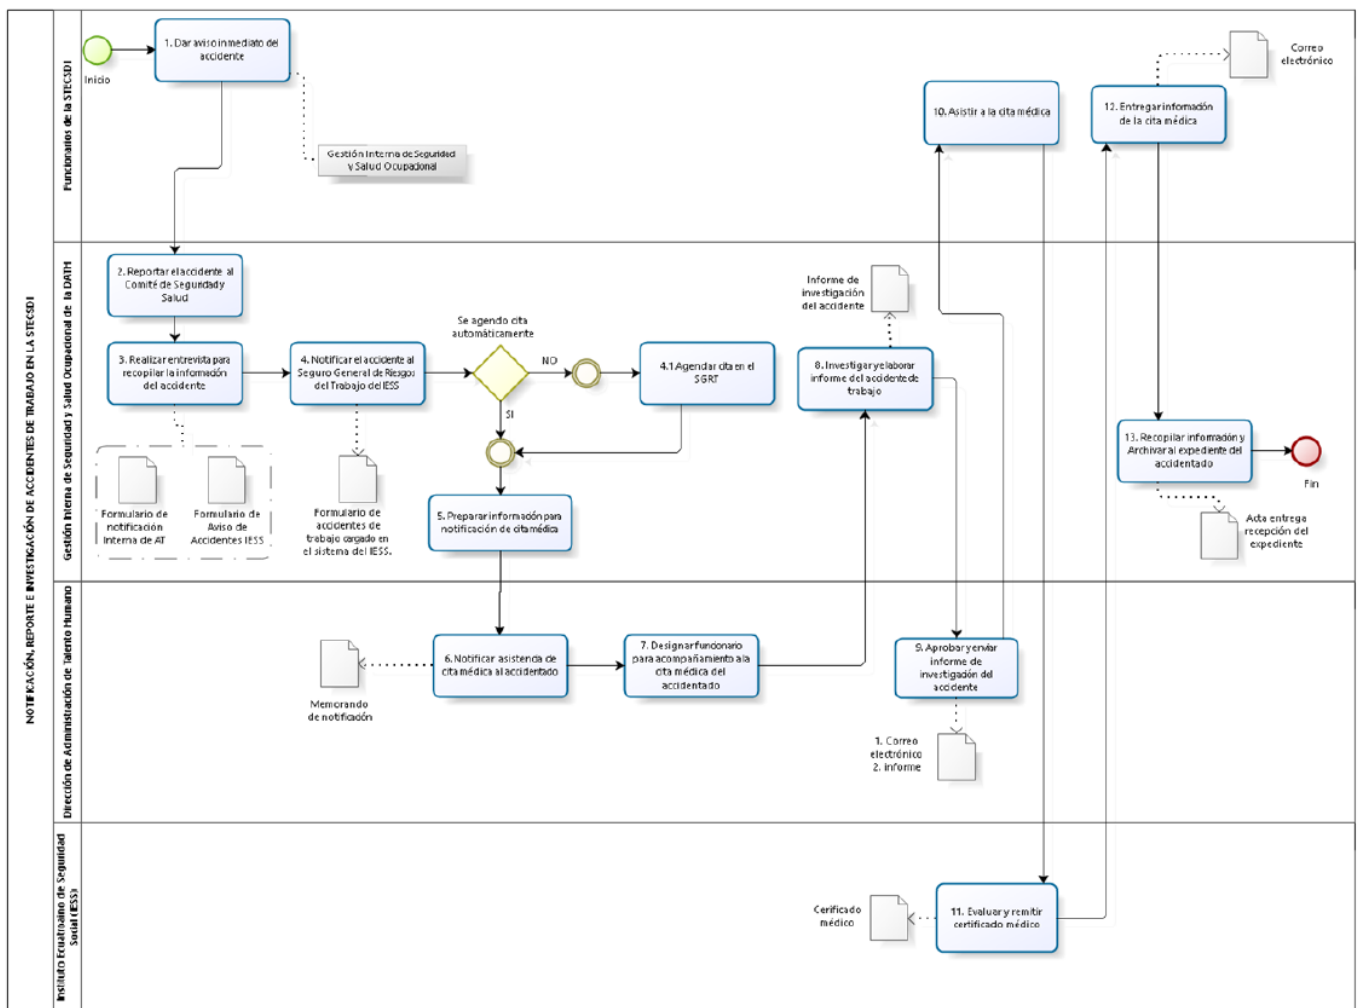 NOTIFICACIÓN, REPORTE E INVESTIGACIÓN DE ACCIDENTES DE TRABAJO EN LA STECSDI
Funcionarios de la STECSDI
Inicio
1. Dar aviso inmediato del
accidente
Gestión Interna de Seguridad
y Salud Ocupacional
10. Asistir a la cita médica
12. Entregar información
de la cita médica
Correo
electrónico
Gestión Interna de Seguridad y Salud Ocupacional de la DATH
2. Reportar el accidente al
Comité de Seguridad y
Salud
3. Realizar entrevista para
recopilar la información
del accidente
Formulario de
notificación
Interna de AT
Formulario de
Aviso de
Accidentes IESS
4. Notificar el accidente al
Seguro General de Riesgos
del Trabajo del IESS
Formulario de
accidentes de
trabajo cargado en
el sistema del IESS.
Se agendo cita
automáticamente
NO
SI
4.1 Agendar cita en el
SGRT
5. Preparar información para
notificación de cita médica
Informe de
investigación
del accidente
8. Investigar y elaborar
informe del accidente de
trabajo
13. Recopilar información y
Archivar al expediente del
accidentado
Fin
Acta entrega
recepción del
expediente
Dirección de Administración de Talento Humano
6. Notificar asistencia de
cita médica al accidentado
Memorando
de notificación
7. Designar funcionario
para acompañamiento a la
cita médica del
accidentado
9. Aprobar y enviar
informe de
investigación del
accidente
1. Correo
electrónico
2. informe
Instituto Ecuatroaino de Seguridad
Social (IESS)
11. Evaluar y remitir
certificado médico
Cerificado
médico